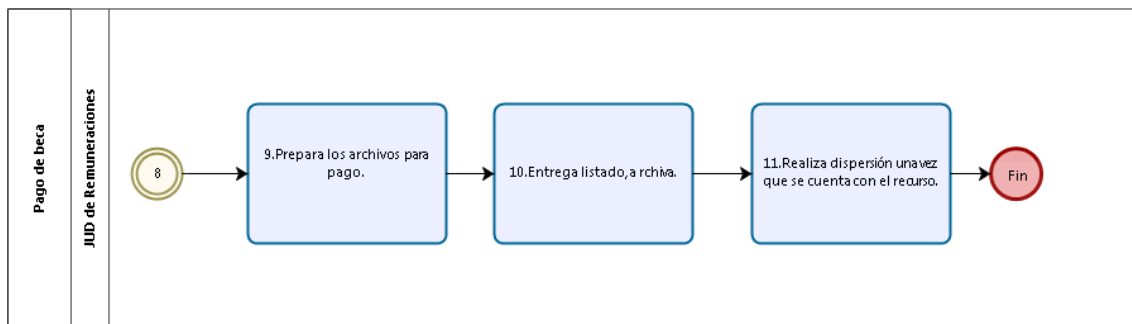 Pago de beca
JUD de Remuneraciones
8
9.Prepara los archivos para
pago.
10.Entrega listado, a rchiva.
11.Realiza dispersión una vez
que se cuenta con el recurso.
Fin